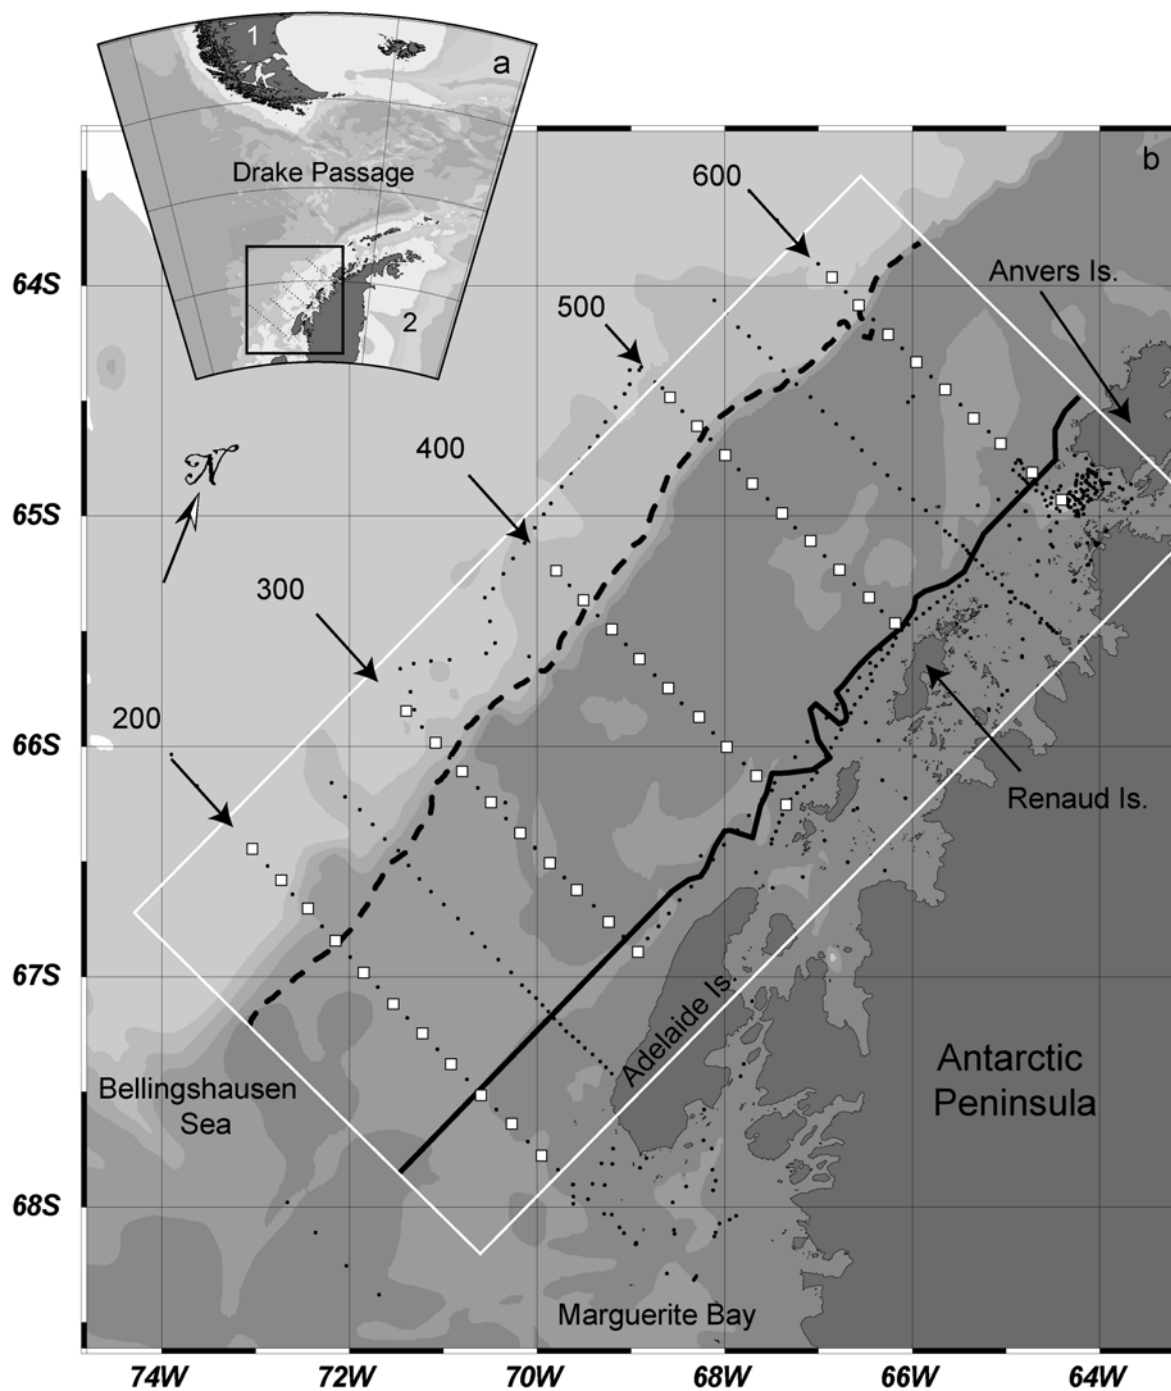 1
a
Drake Passage
2
b
600
Anvers Is.
64S
500
400
N
65S
300
200
66S
Renaud Is.
67S
Adelaide Is.
Bellingshausen
Sea
Antarctic
Peninsula
68S
Marguerite Bay
74W 72W 70W 68W 66W 64W